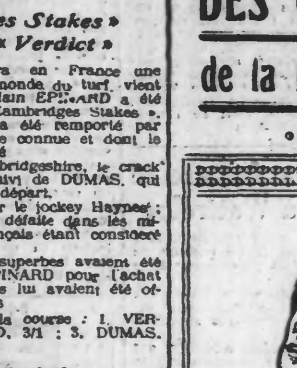 es Stakes »
« Verdict »
ra en France une
monde du turf vient
lain EPINARD a été
Cambridges Stakes ».
a été remporté par
e connue et dont le
é
bridgeshire, le crack
uivi de DUMAS, qui
départ.
r le jockey Haynes ;
défaite dans les mi-
nçais étant considéré
superbes avaient été
PINARD pour l'achat
s lui avaient été of-
s
la course : 1. VER-
D. 3/1 ; 3. DUMAS.
DES
de la